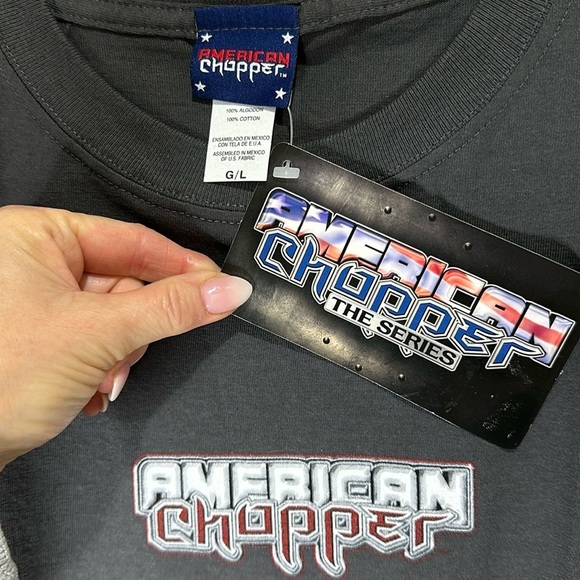 AMERICAN
Chopper™
100% ALGODON
100% COTTON
ENSAMBLADO EN MEXICO
CON TELA DE E.U.A.
ASSEMBLED IN MEXICO
OF U.S. FABRIC
G/L
AMERICAN
Chopper
THE SERIES
AMERICAN
Chopper